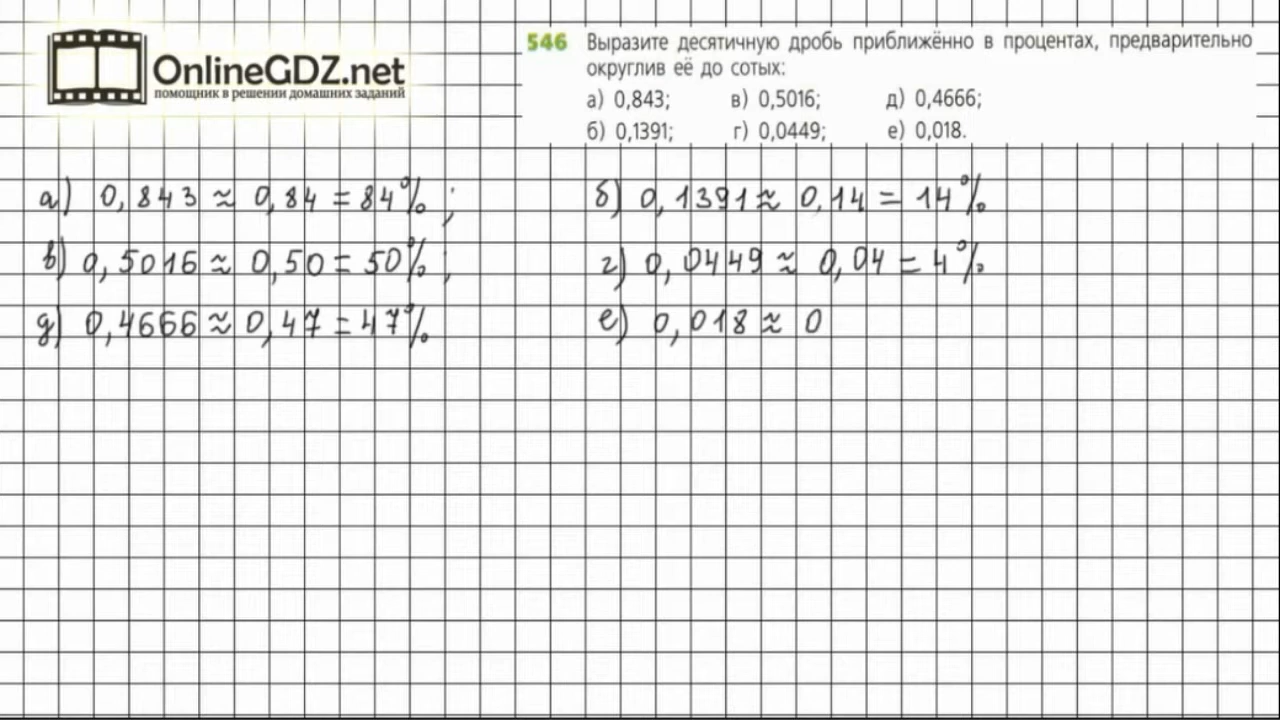 OnlineGDZ.net
помощник в решении домашних заданий
546 Выразите десятичную дробь приближённо в процентах, предварительно
округлив её до сотых:
а) 0,843; в) 0,5016; д) 0,4666;
б) 0,1391; г) 0,0449; е) 0,018.
а) 0,843 ≈ 0,84 = 84%; б) 0,1391 ≈ 0,14 = 14%
в) 0,5016 ≈ 0,50 = 50%; г) 0,0449 ≈ 0,04 = 4%
д) 0,4666 ≈ 0,47 = 47% е) 0,018 ≈ 0